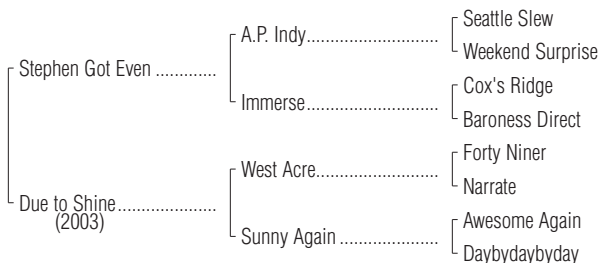 Seattle Slew
A.P. Indy
Weekend Surprise
Stephen Got Even
Cox's Ridge
Immerse
Baroness Direct
Forty Niner
West Acre
Narrate
Due to Shine
(2003)
Awesome Again
Sunny Again
Daybydaybyday